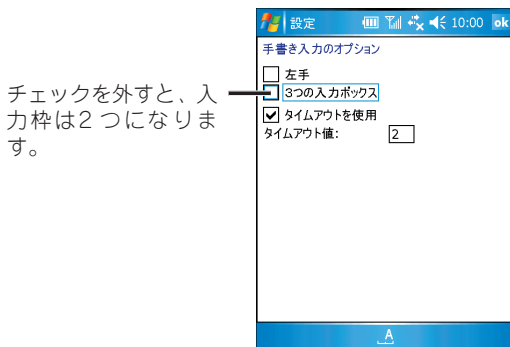 設定 10:00 ok
手書き入力のオプション
左手
チェックを外すと、入
力枠は2 つになりま
す。
3つの入力ボックス
タイムアウトを使用
タイムアウト値: 2
A